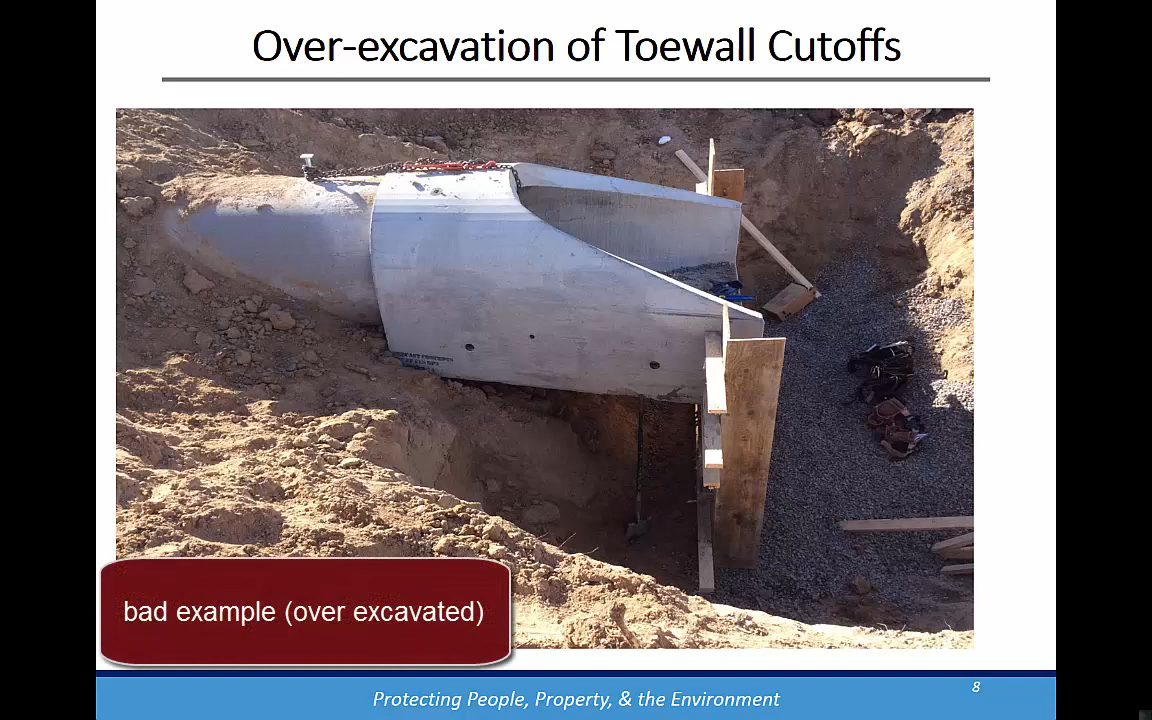 Over-excavation of Toewall Cutoffs
bad example (over excavated)
8
Protecting People, Property, & the Environment